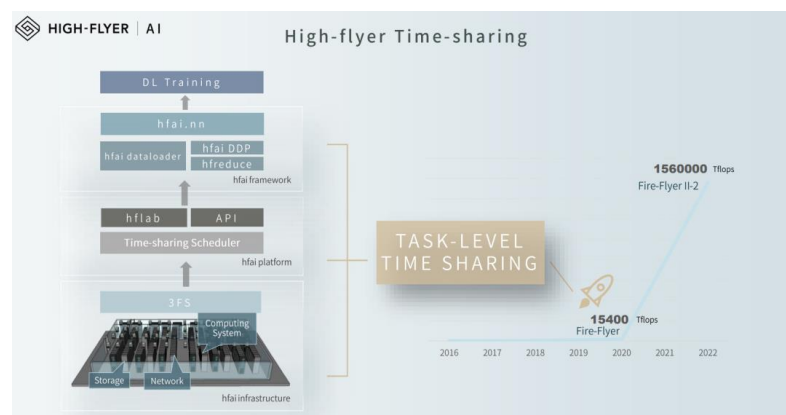 HIGH-FLYER | AI
High-flyer Time-sharing
DL Training
hfai.nn
hfai dataloader
hfai DDP
hfreduce
hfai framework
hflab
API
Time-sharing Scheduler
hfai platform
3FS
Computing
System
Storage
Network
hfai infrastructure
TASK-LEVEL
TIME SHARING
1560000 Tflops
Fire-Flyer II-2
15400 Tflops
Fire-Flyer
2016 2017 2018 2019 2020 2021 2022